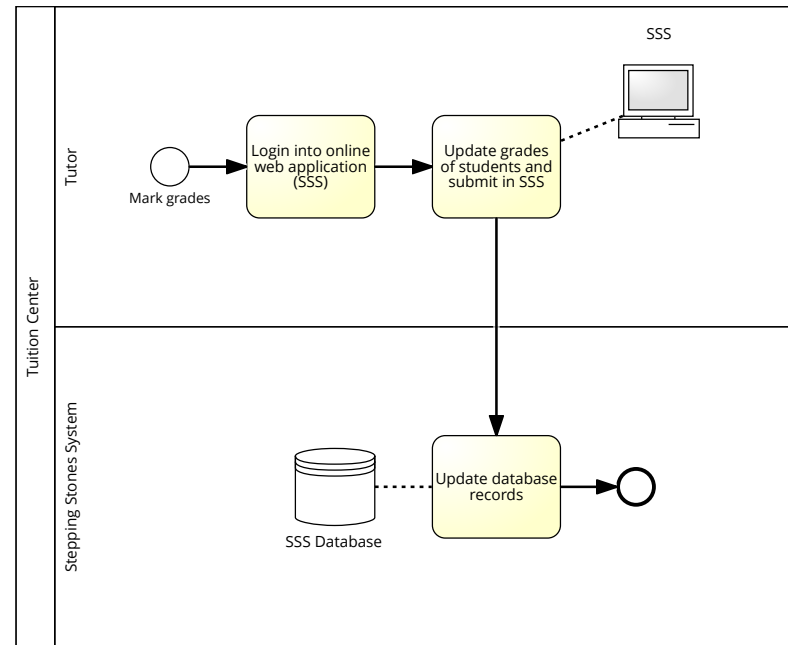 Tuition Center
Tutor
Mark grades
Login into online
web application
(SSS)
Update grades
of students and
submit in SSS
SSS
Stepping Stones System
SSS Database
Update database
records